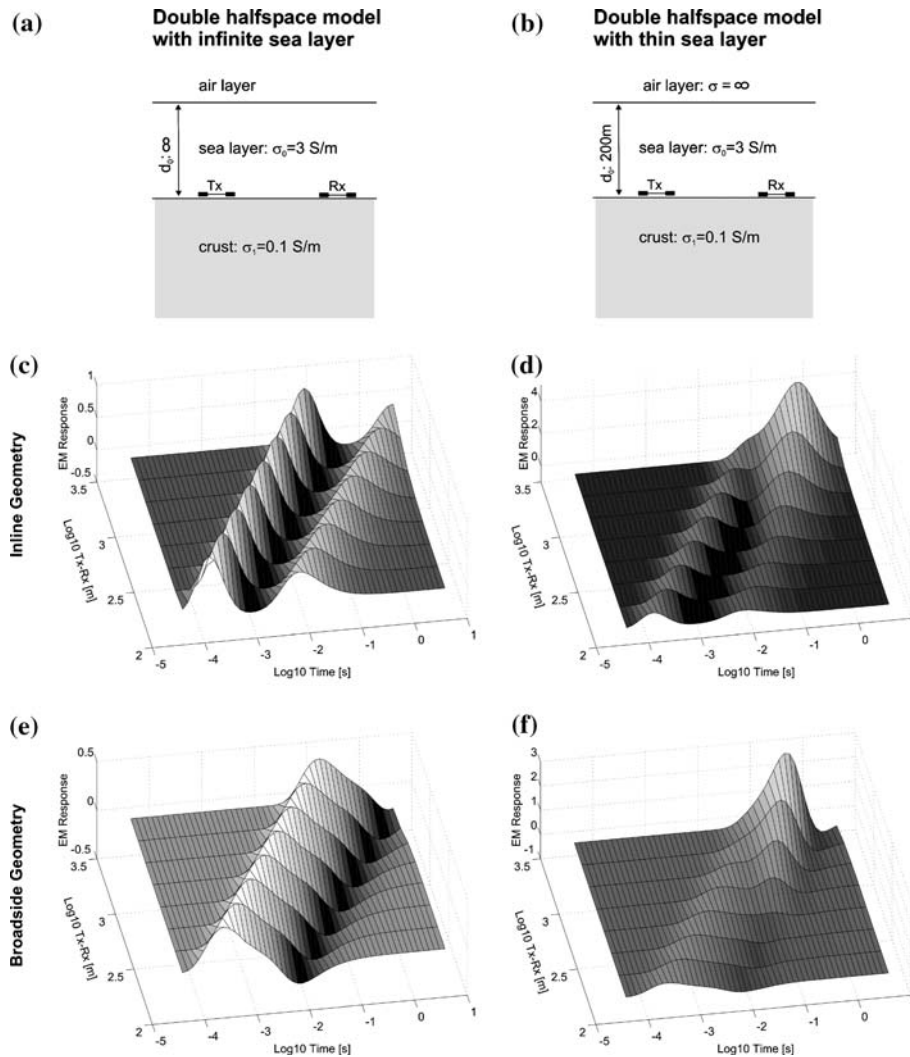 (a)
Double halfspace model
with infinite sea layer
air layer
d₀: ∞
sea layer: σ₀=3 S/m
Tx
Rx
crust: σ₁=0.1 S/m
(b)
Double halfspace model
with thin sea layer
air layer: σ = ∞
d₀: 200m
sea layer: σ₀=3 S/m
Tx
Rx
crust: σ₁=0.1 S/m
Inline Geometry
(c)
EM Response
1
0.5
0
-0.5
3.5
3
2.5
2
Log10 Tx-Rx [m]
-5
-4
-3
-2
-1
0
1
Log10 Time [s]
(d)
EM Response
4
2
0
3.5
3
2.5
2
Log10 Tx-Rx [m]
-5
-4
-3
-2
-1
0
Log10 Time [s]
Broadside Geometry
(e)
EM Response
0.5
0
-0.5
3.5
3
2.5
2
Log10 Tx-Rx [m]
-5
-4
-3
-2
-1
0
1
Log10 Time [s]
(f)
EM Response
3
2
1
0
-1
3.5
3
2.5
2
Log10 Tx-Rx [m]
-5
-4
-3
-2
-1
0
Log10 Time [s]